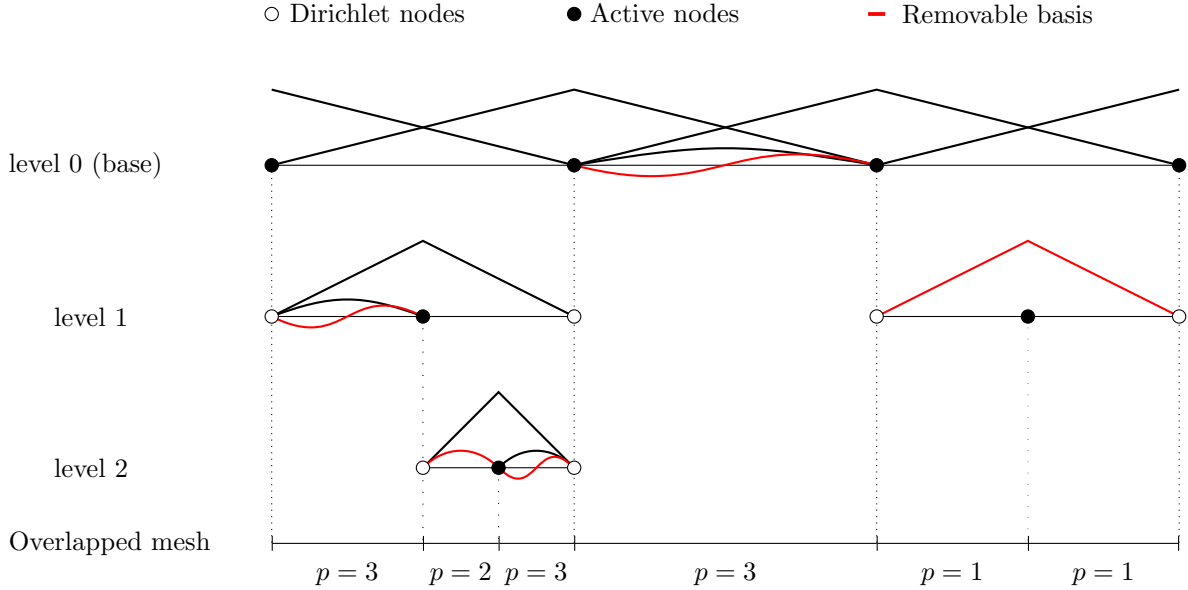 Dirichlet nodes Active nodes Removable basis
level 0 (base)
level 1
level 2
Overlapped mesh
p = 3 p = 2 p = 3 p = 3 p = 1 p = 1